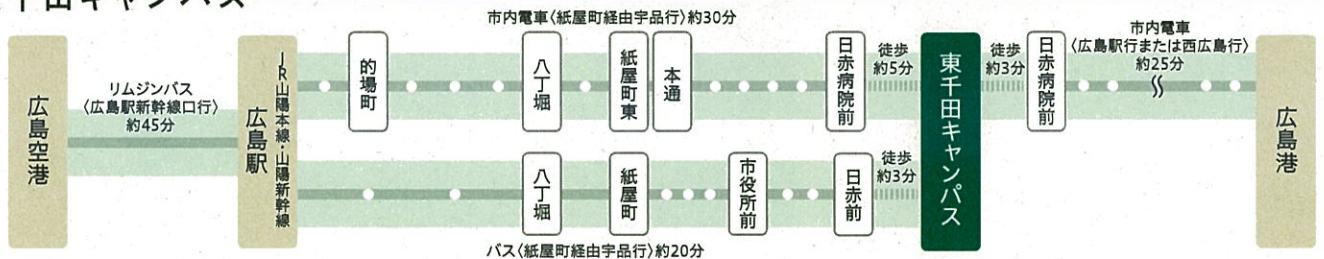 千田キャンパス
市内電車〈紙屋町経由宇品行〉約30分
広島空港
リムジンバス
〈広島駅新幹線口行〉
約45分
広島駅
JR山陽本線・山陽新幹線
的場町
八丁堀
紙屋町東
本通
日赤病院前
徒歩
約5分
八丁堀
紙屋町
市役所前
日赤前
徒歩
約3分
バス〈紙屋町経由宇品行〉約20分
東千田キャンパス
徒歩
約3分
日赤病院前
市内電車
〈広島駅行または西広島行〉
約25分
広島港